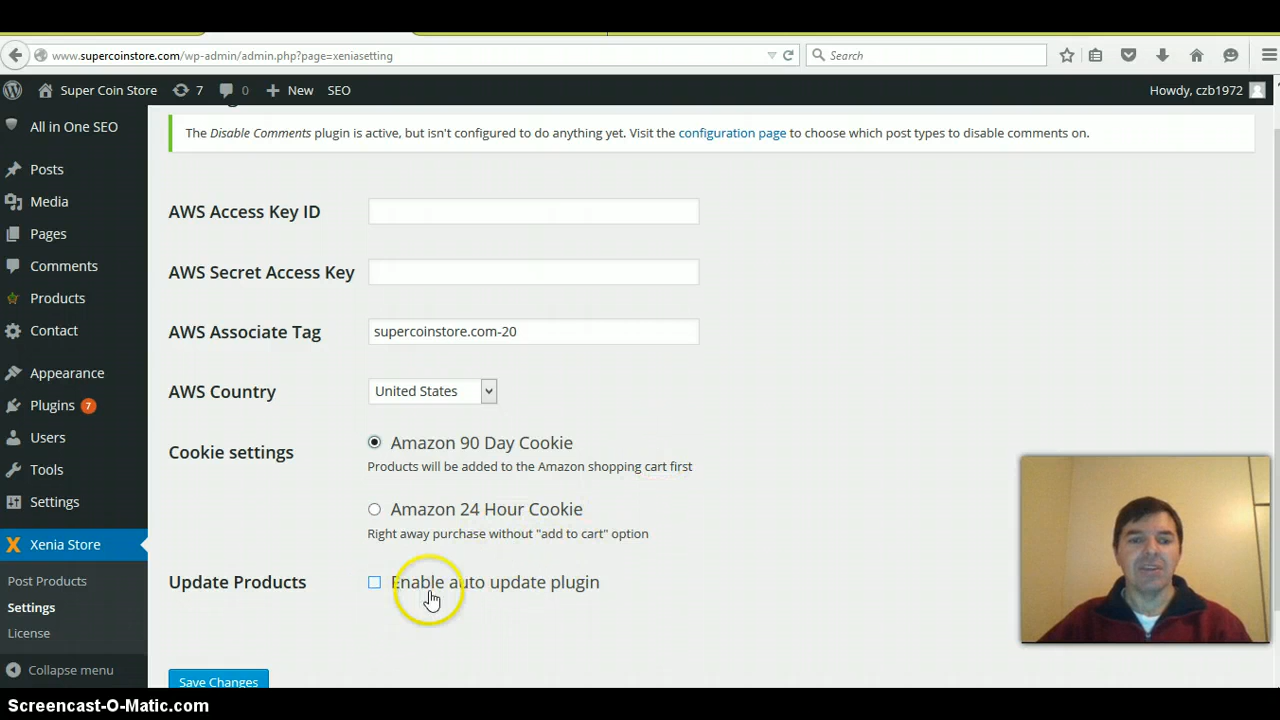 www.supercoinstore.com/wp-admin/admin.php?page=xeniasetting
Search
Super Coin Store
7
0
New
SEO
Howdy, czb1972
All in One SEO
Posts
Media
Pages
Comments
Products
Contact
Appearance
Plugins 7
Users
Tools
Settings
Xenia Store
Post Products
Settings
License
Collapse menu
The Disable Comments plugin is active, but isn't configured to do anything yet. Visit the configuration page to choose which post types to disable comments on.
AWS Access Key ID
AWS Secret Access Key
AWS Associate Tag
supercoinstore.com-20
AWS Country
United States
Cookie settings
Amazon 90 Day Cookie
Products will be added to the Amazon shopping cart first
Amazon 24 Hour Cookie
Right away purchase without "add to cart" option
Update Products
Enable auto update plugin
Save Changes
Screencast-O-Matic.com